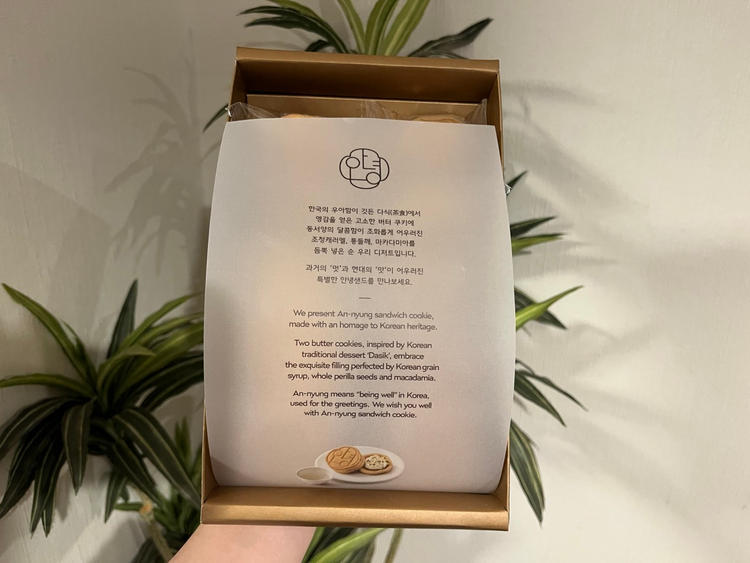 안녕
한국의 우아함이 깃든 다식(茶食)에서
영감을 얻은 고소한 버터 쿠키에
동서양의 달콤함이 조화롭게 어우러진
조청캐러멜, 통들깨, 마카다미아를
듬뿍 넣은 순 우리 디저트입니다.
과거의 '멋'과 현대의 '맛'이 어우러진
특별한 안녕샌드를 만나보세요.
We present An-nyung sandwich cookie,
made with an homage to Korean heritage.
Two butter cookies, inspired by Korean
traditional dessert 'Dasik', embrace
the exquisite filling perfected by Korean grain
syrup, whole perilla seeds and macadamia.
An-nyung means "being well" in Korea,
used for the greetings. We wish you well
with An-nyung sandwich cookie.